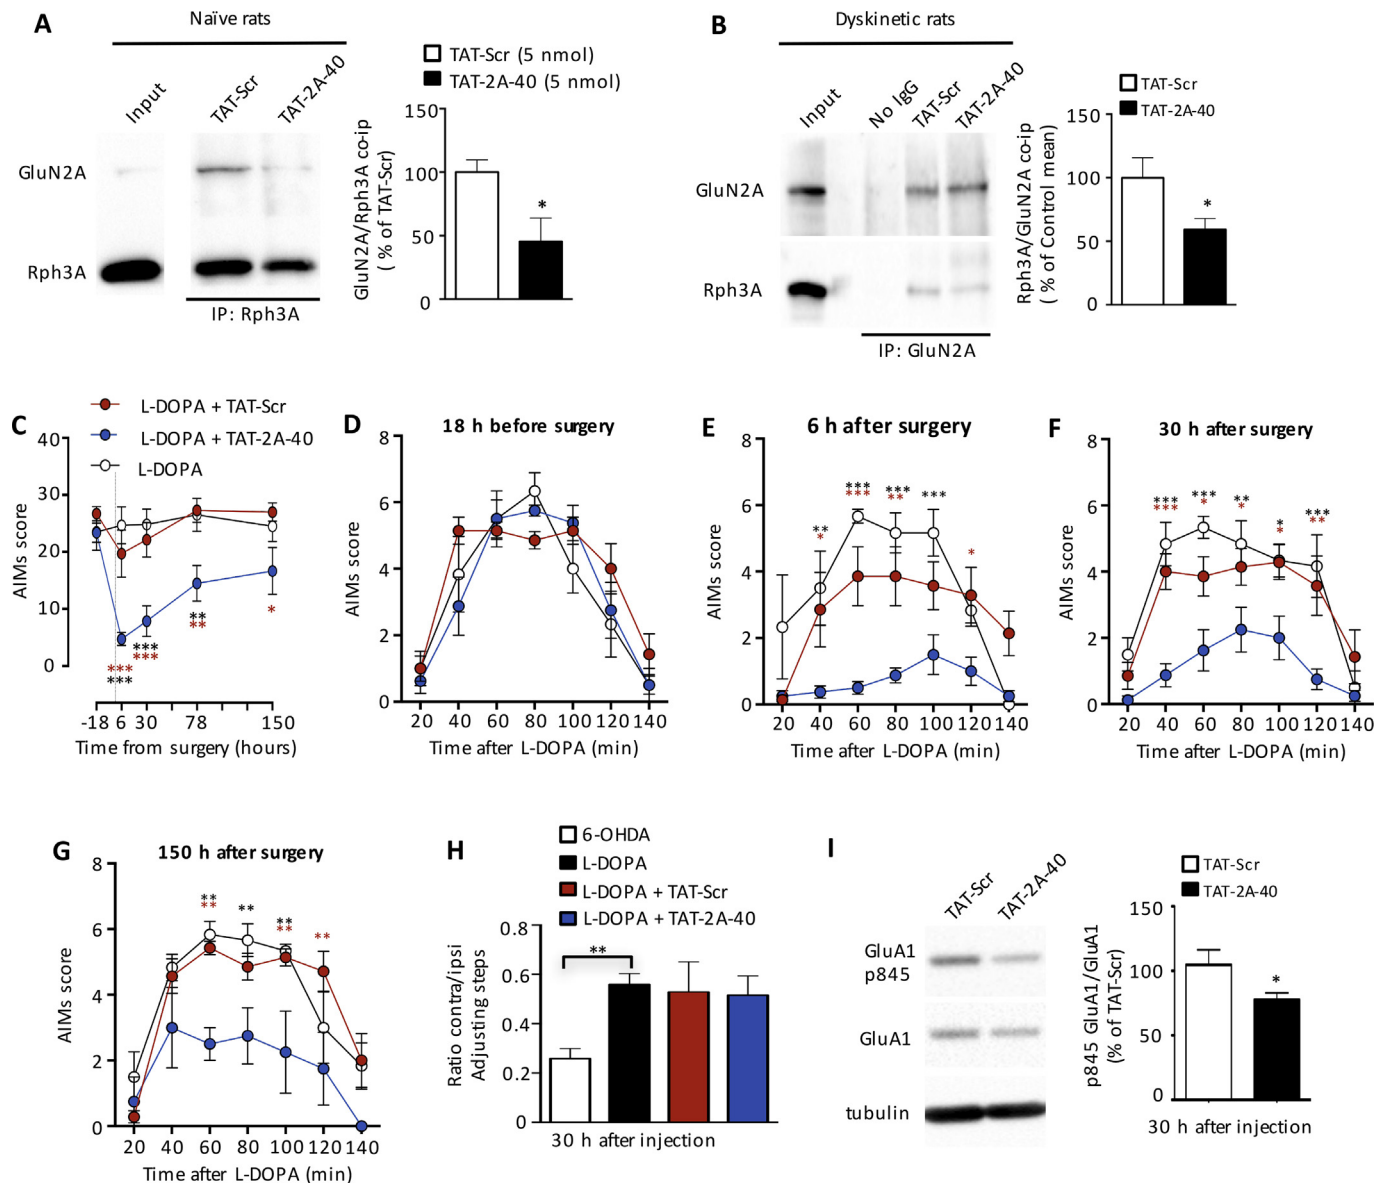 A
Naïve rats
Input
TAT-Scr
TAT-2A-40
GluN2A
Rph3A
IP: Rph3A
TAT-Scr (5 nmol)
TAT-2A-40 (5 nmol)
GluN2A/Rph3A co-ip
( % of TAT-Scr)
150
100
50
0
*
B
Dyskinetic rats
Input
No IgG
TAT-Scr
TAT-2A-40
GluN2A
Rph3A
IP: GluN2A
TAT-Scr
TAT-2A-40
Rph3A/GluN2A co-ip
( % of Control mean)
150
100
50
0
*
C
L-DOPA + TAT-Scr
L-DOPA + TAT-2A-40
L-DOPA
AIMs score
40
30
20
10
0
***
***
***
***
**
**
*
-18 6 30 78 150
Time from surgery (hours)
D
18 h before surgery
AIMs score
8
6
4
2
0
20 40 60 80 100 120 140
Time after L-DOPA (min)
E
6 h after surgery
8
6
4
2
0
AIMs score
**
*
***
***
***
**
***
*
20 40 60 80 100 120 140
Time after L-DOPA (min)
F
30 h after surgery
8
6
4
2
0
AIMs score
***
***
***
*
**
*
*
*
***
**
20 40 60 80 100 120 140
Time after L-DOPA (min)
G
150 h after surgery
8
6
4
2
0
AIMs score
**
**
**
**
**
**
20 40 60 80 100 120 140
Time after L-DOPA (min)
H
6-OHDA
L-DOPA
L-DOPA + TAT-Scr
L-DOPA + TAT-2A-40
Ratio contra/ipsi
Adjusting steps
0.8
0.6
0.4
0.2
0
**
30 h after injection
I
TAT-Scr
TAT-2A-40
GluA1
p845
GluA1
tubulin
TAT-Scr
TAT-2A-40
p845 GluA1/GluA1
(% of TAT-Scr)
150
100
50
0
*
30 h after injection